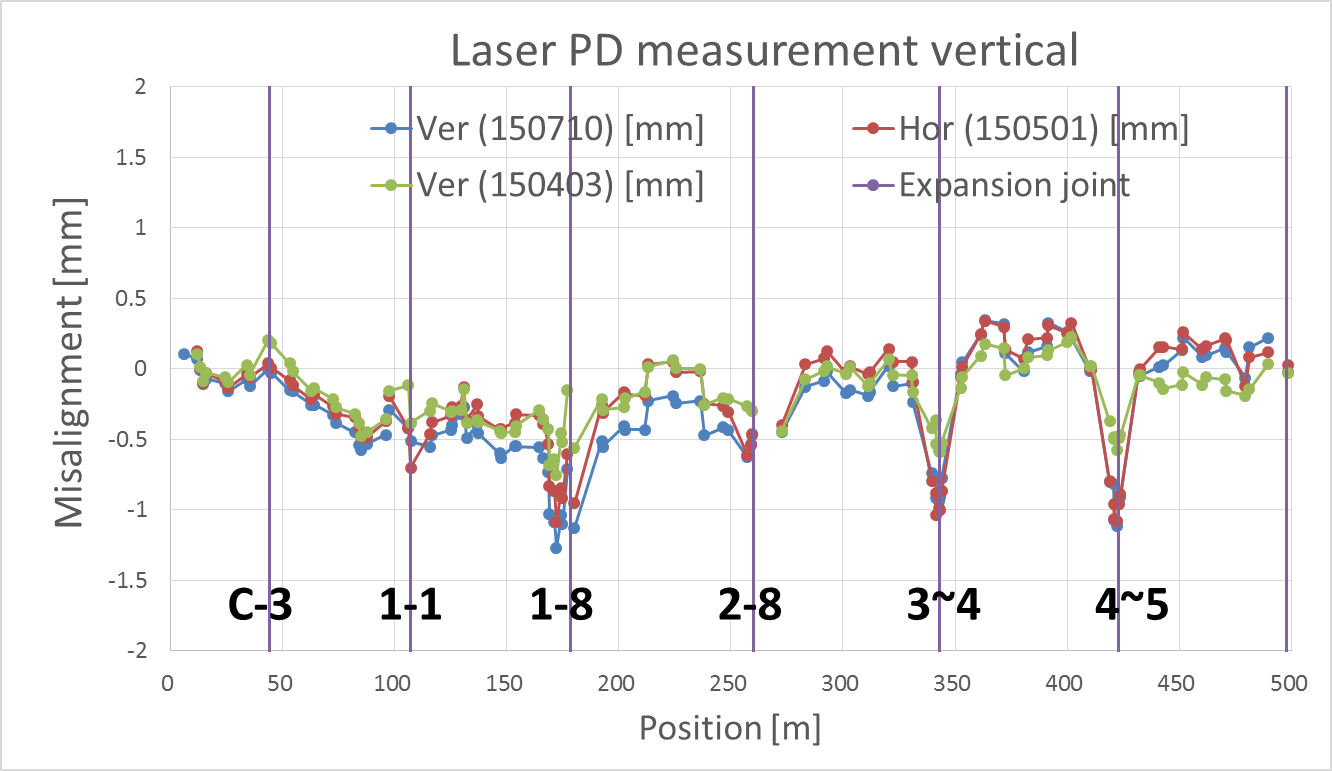 Laser PD measurement vertical
2
Ver (150710) [mm] Hor (150501) [mm]
1.5
Ver (150403) [mm] Expansion joint
1
0.5
0
-0.5
-1
-1.5
C-3 1-1 1-8 2-8 3~4 4~5
-2
0 50 100 150 200 250 300 350 400 450 500
Position [m]
Misalignment [mm]